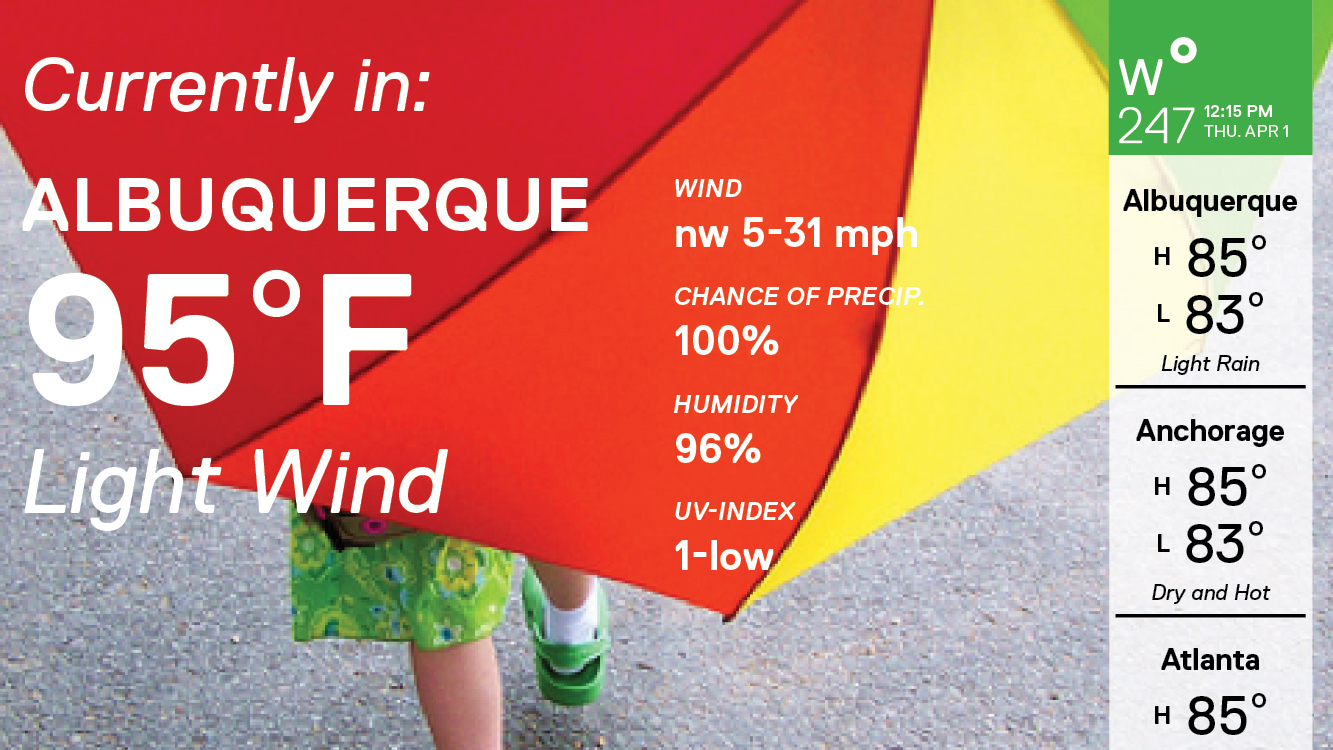 Currently in:
ALBUQUERQUE
95°F
Light Wind
WIND
nw 5-31 mph
CHANCE OF PRECIP.
100%
HUMIDITY
96%
UV-INDEX
1-low
W°
247 12:15 PM
THU. APR 1
Albuquerque
H 85°
L 83°
Light Rain
Anchorage
H 85°
L 83°
Dry and Hot
Atlanta
H 85°